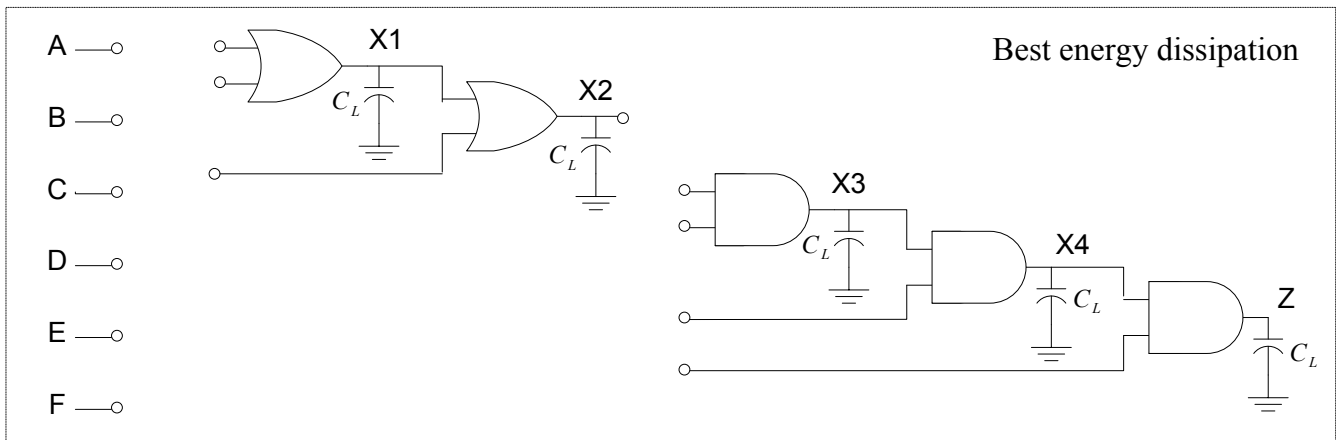 Best energy dissipation
A
B
C
D
E
F
X1
C_L
X2
C_L
X3
C_L
X4
C_L
Z
C_L